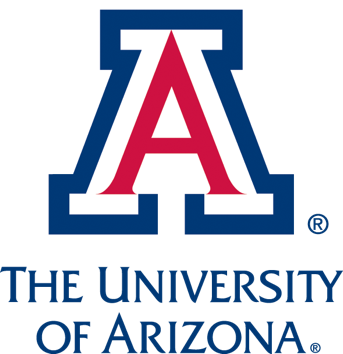 A
®
THE UNIVERSITY
OF ARIZONA®